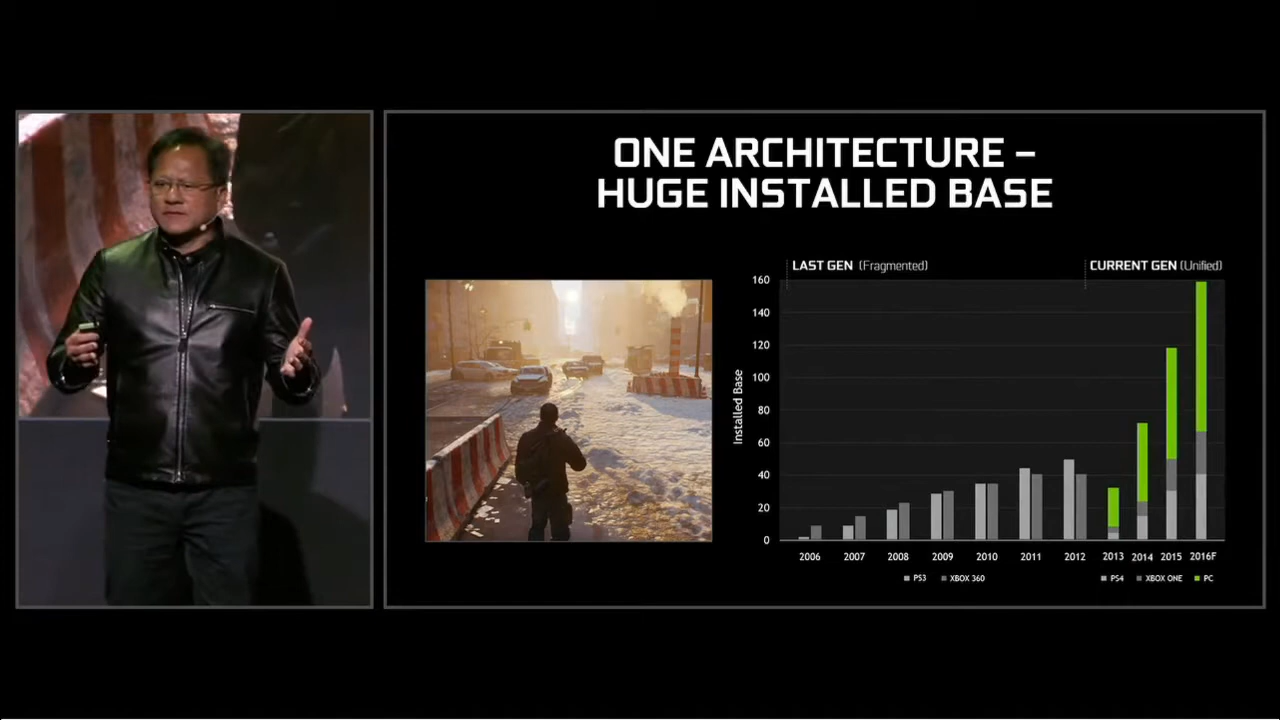 ONE ARCHITECTURE –
HUGE INSTALLED BASE
LAST GEN (Fragmented)
CURRENT GEN (Unified)
Installed Base
160
140
120
100
80
60
40
20
0
2006 2007 2008 2009 2010 2011 2012 2013 2014 2015 2016F
PS3 XBOX 360
PS4 XBOX ONE PC